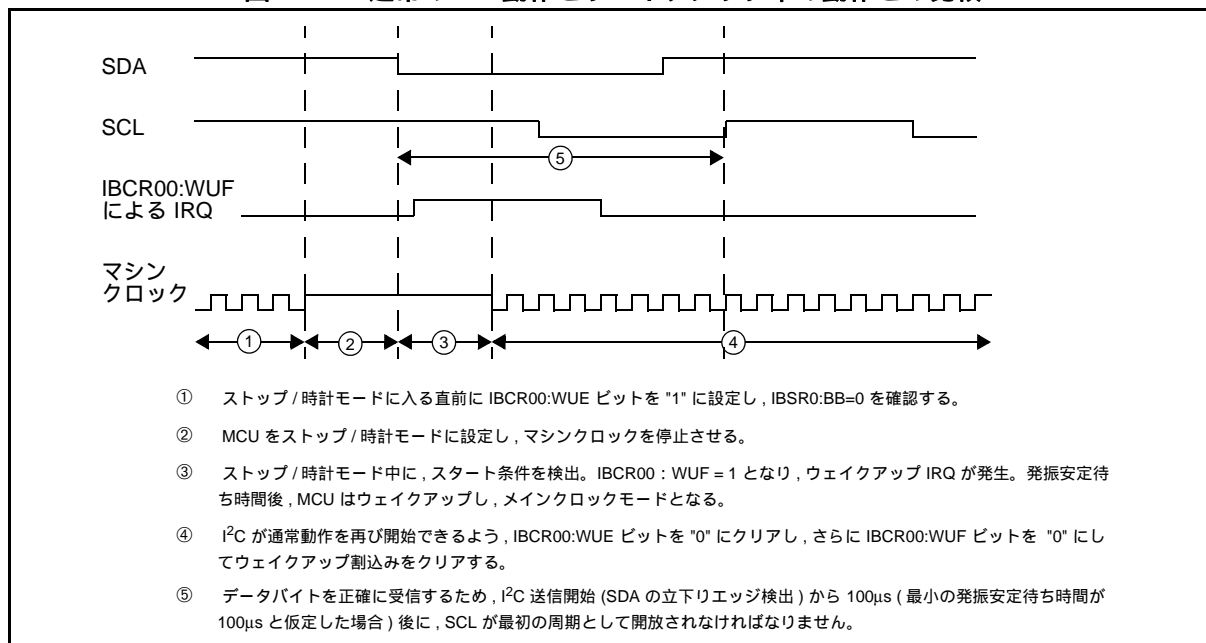 SDA
SCL
⑤
IBCR00:WUF
による IRQ
マシン
クロック
① ② ③ ④
① ストップ / 時計モードに入る直前に IBCR00:WUE ビットを "1" に設定し , IBSR0:BB=0 を確認する。
② MCU をストップ / 時計モードに設定し , マシンクロックを停止させる。
③ ストップ / 時計モード中に , スタート条件を検出。IBCR00 : WUF = 1 となり , ウェイクアップ IRQ が発生。発振安定待
ち時間後 , MCU はウェイクアップし , メインクロックモードとなる。
④ I²C が通常動作を再び開始できるよう , IBCR00:WUE ビットを "0" にクリアし , さらに IBCR00:WUF ビットを "0" にし
てウェイクアップ割込みをクリアする。
⑤ データバイトを正確に受信するため , I²C 送信開始 (SDA の立下りエッジ検出 ) から 100μs ( 最小の発振安定待ち時間が
100μs と仮定した場合 ) 後に , SCL が最初の周期として開放されなければなりません。